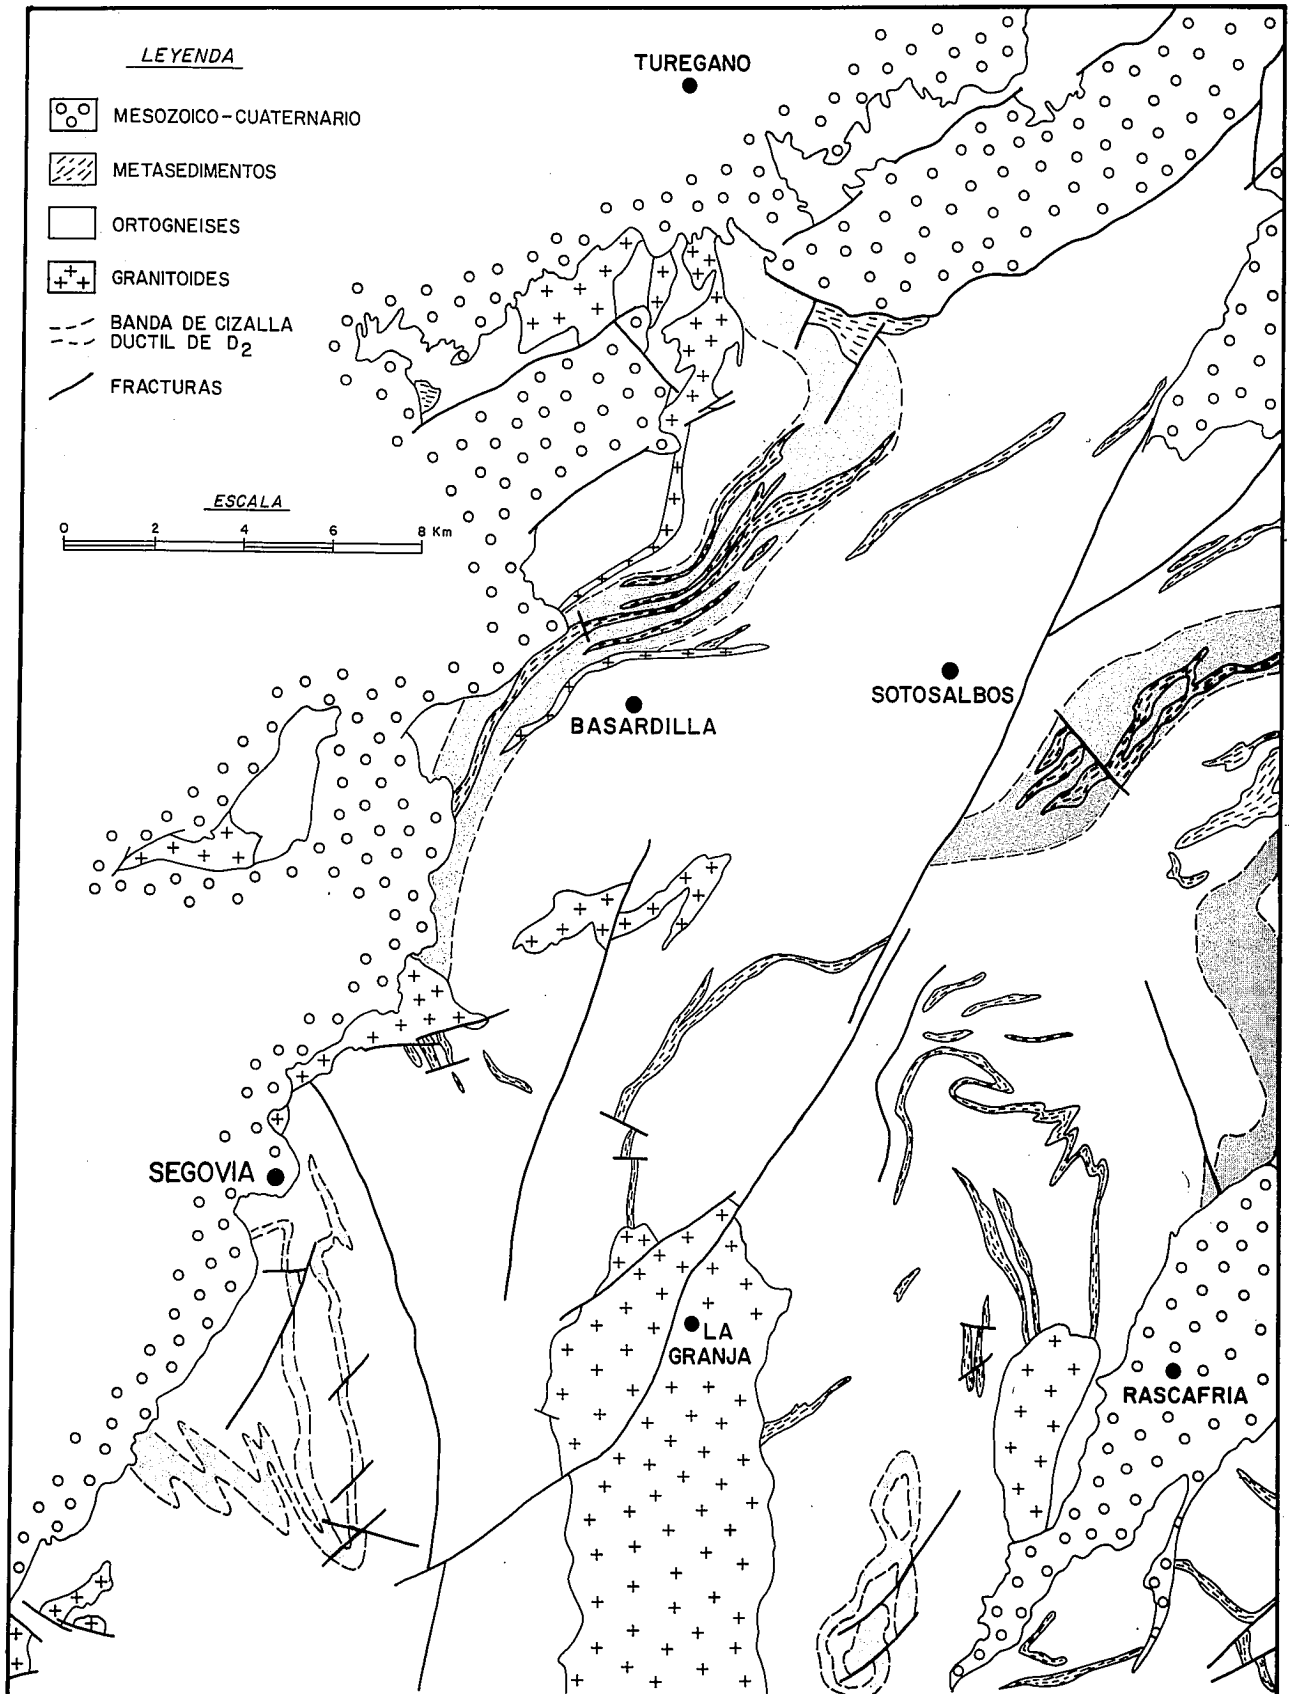 LEYENDA
MESOZOICO-CUATERNARIO
METASEDIMENTOS
ORTOGNEISES
GRANITOIDES
BANDA DE CIZALLA
DUCTIL DE D2
FRACTURAS
ESCALA
0 2 4 6 8 Km
TUREGANO
SOTOSALBOS
BASARDILLA
SEGOVIA
LA
GRANJA
RASCAFRIA